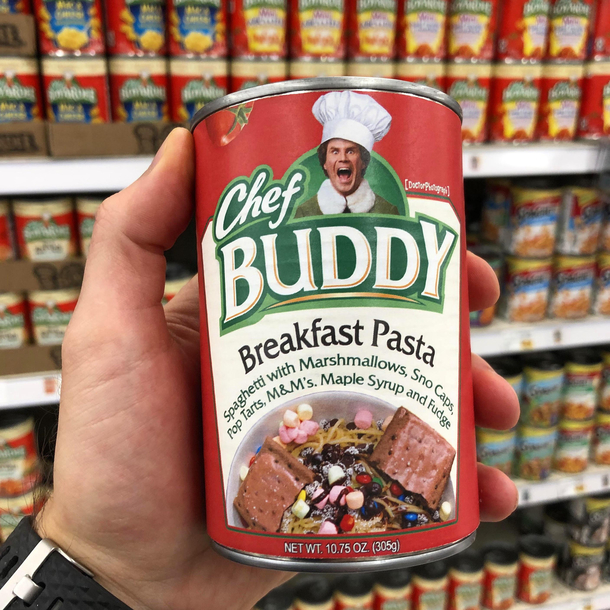 [DoctorPhotograph]
Chef
BUDDY
Breakfast Pasta
Spaghetti with Marshmallows, Sno Caps,
Pop Tarts, M&M's, Maple Syrup and Fudge
NET WT. 10.75 OZ. (305g)